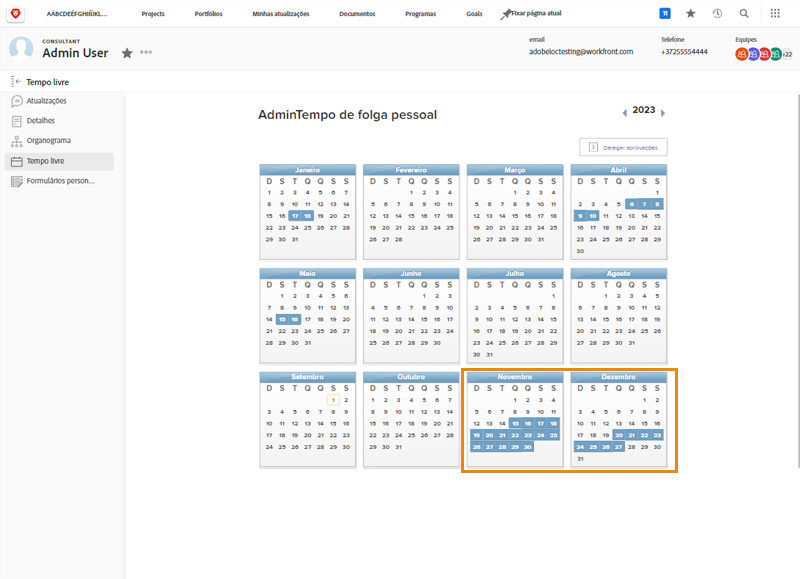 AÁBCDEÉFGHIÍJKL... Projects Portfólios Minhas atualizações Documentos Programas Goals Fixar página atual TI
CONSULTANT
Admin User
email
adobeloctesting@workfront.com
Telefone
+37255554444
Equipes
+22
Tempo livre
Atualizações
Detalhes
Organograma
Tempo livre
Formulários person...
AdminTempo de folga pessoal
2023
Delegar aprovações
Janeiro
D S T Q Q S S
1 2 3 4 5 6 7
8 9 10 11 12 13 14
15 16 17 18 19 20 21
22 23 24 25 26 27 28
29 30 31
Fevereiro
D S T Q Q S S
1 2 3 4
5 6 7 8 9 10 11
12 13 14 15 16 17 18
19 20 21 22 23 24 25
26 27 28
Março
D S T Q Q S S
1 2 3 4
5 6 7 8 9 10 11
12 13 14 15 16 17 18
19 20 21 22 23 24 25
26 27 28 29 30 31
Abril
D S T Q Q S S
1
2 3 4 5 6 7 8
9 10 11 12 13 14 15
16 17 18 19 20 21 22
23 24 25 26 27 28 29
30
Maio
D S T Q Q S S
1 2 3 4 5 6
7 8 9 10 11 12 13
14 15 16 17 18 19 20
21 22 23 24 25 26 27
28 29 30 31
Junho
D S T Q Q S S
1 2 3
4 5 6 7 8 9 10
11 12 13 14 15 16 17
18 19 20 21 22 23 24
25 26 27 28 29 30
Julho
D S T Q Q S S
1
2 3 4 5 6 7 8
9 10 11 12 13 14 15
16 17 18 19 20 21 22
23 24 25 26 27 28 29
30 31
Agosto
D S T Q Q S S
1 2 3 4 5
6 7 8 9 10 11 12
13 14 15 16 17 18 19
20 21 22 23 24 25 26
27 28 29 30 31
Setembro
D S T Q Q S S
1 2
3 4 5 6 7 8 9
10 11 12 13 14 15 16
17 18 19 20 21 22 23
24 25 26 27 28 29 30
Outubro
D S T Q Q S S
1 2 3 4 5 6 7
8 9 10 11 12 13 14
15 16 17 18 19 20 21
22 23 24 25 26 27 28
29 30 31
Novembro
D S T Q Q S S
1 2 3 4
5 6 7 8 9 10 11
12 13 14 15 16 17 18
19 20 21 22 23 24 25
26 27 28 29 30
Dezembro
D S T Q Q S S
1 2
3 4 5 6 7 8 9
10 11 12 13 14 15 16
17 18 19 20 21 22 23
24 25 26 27 28 29 30
31